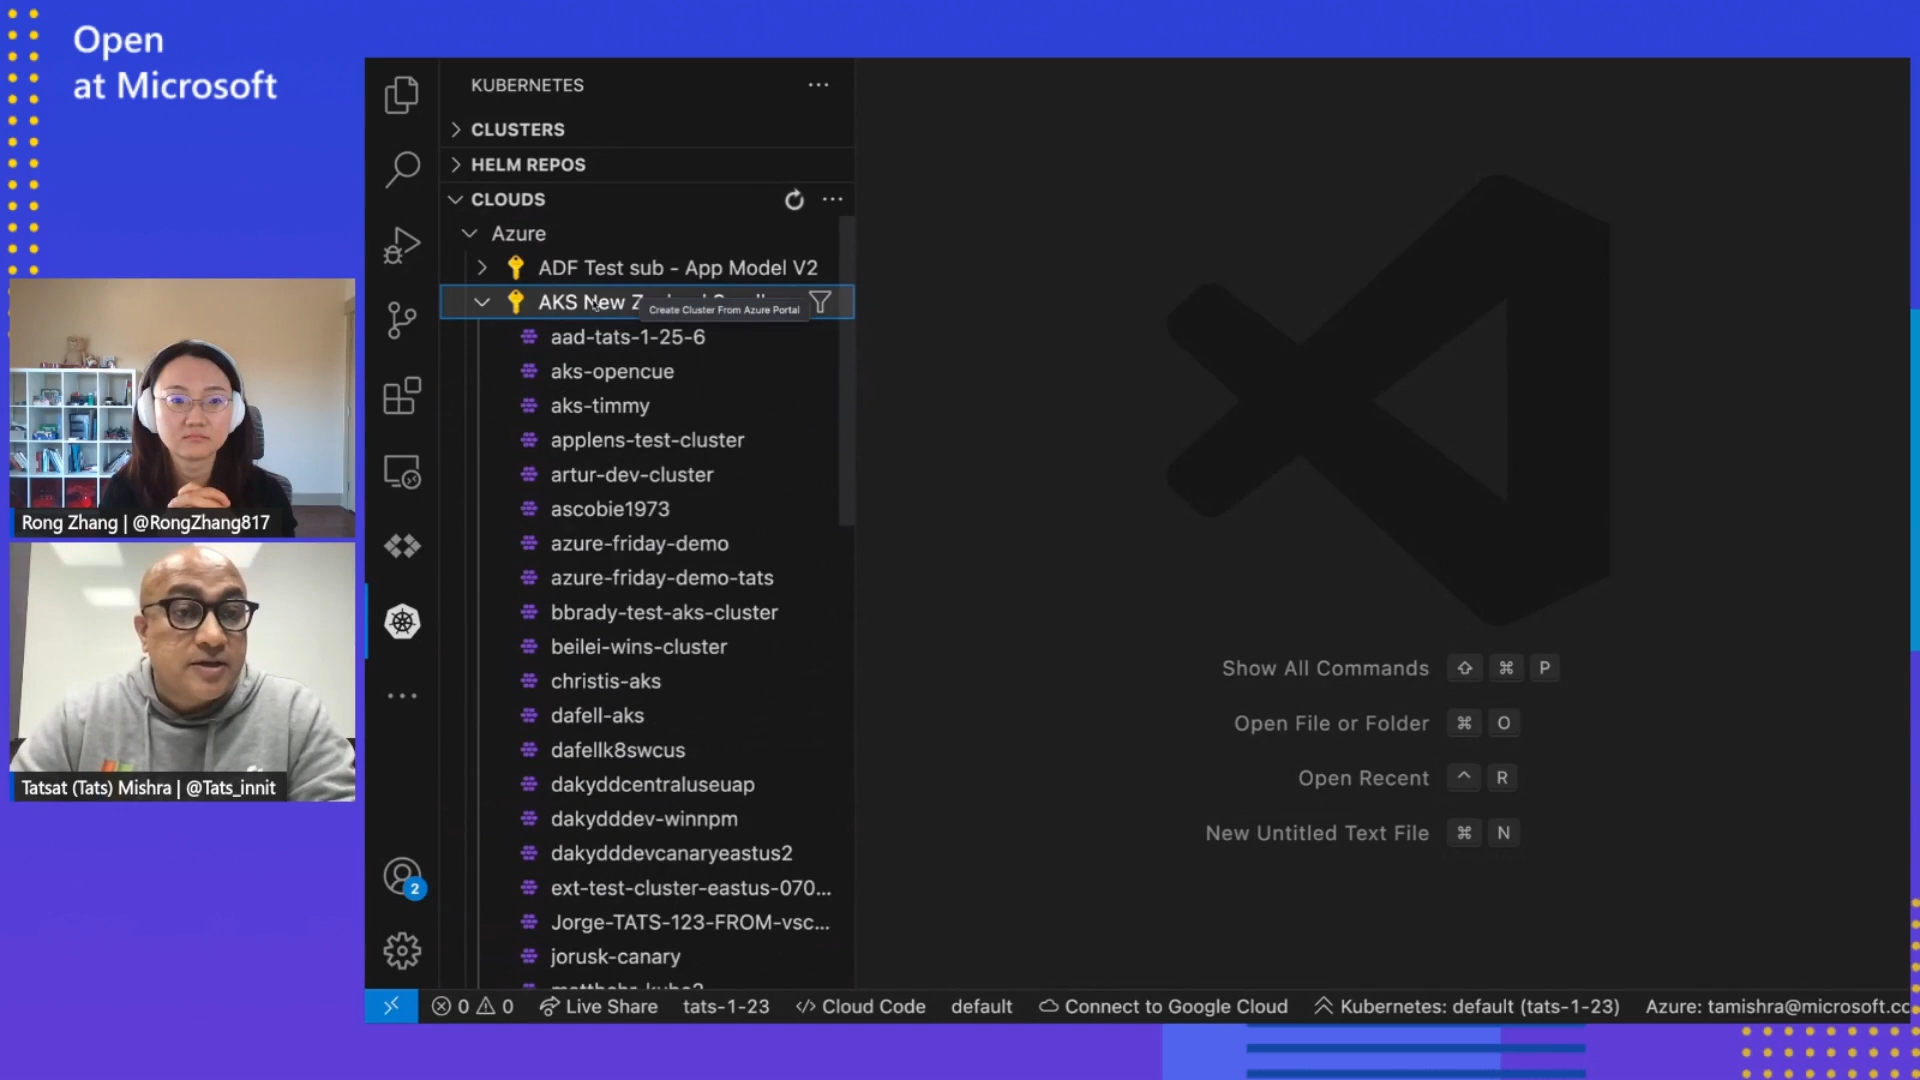 Open
at Microsoft
KUBERNETES
CLUSTERS
HELM REPOS
CLOUDS
Azure
ADF Test sub - App Model V2
AKS New
Create Cluster From Azure Portal
aad-tats-1-25-6
aks-opencue
aks-timmy
applens-test-cluster
artur-dev-cluster
ascobie1973
azure-friday-demo
azure-friday-demo-tats
bbrady-test-aks-cluster
beilei-wins-cluster
christis-aks
dafell-aks
dafellk8swcus
dakyddcentraluseuap
dakydddev-winnpm
dakydddevcanaryeastus2
ext-test-cluster-eastus-070...
Jorge-TATS-123-FROM-vsc...
jorusk-canary
Show All Commands ⇧ ⌘ P
Open File or Folder ⌘ O
Open Recent ^ R
New Untitled Text File ⌘ N
Rong Zhang | @RongZhang817
Tatsat (Tats) Mishra | @Tats_innit
2
0 0 Live Share tats-1-23 </> Cloud Code default Connect to Google Cloud Kubernetes: default (tats-1-23) Azure: tamishra@microsoft.cc